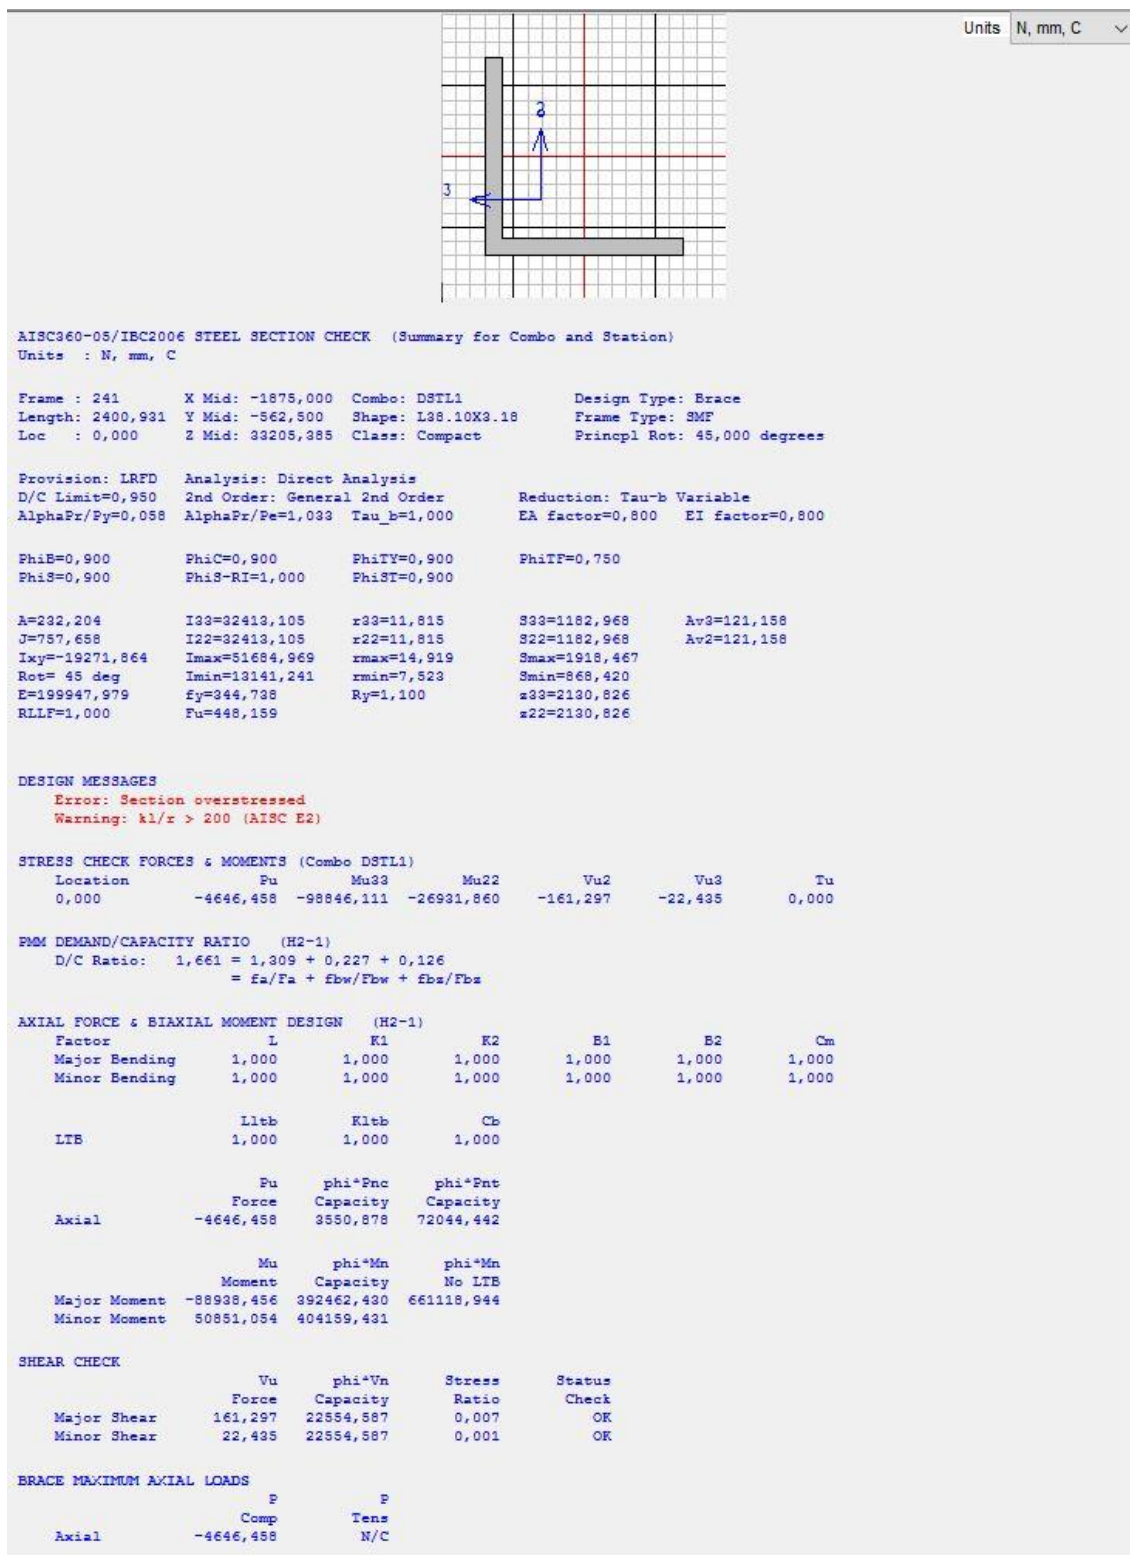 Units N, mm, C
2
3
AISC360-05/IBC2006 STEEL SECTION CHECK (Summary for Combo and Station)
Units : N, mm, C
Frame : 241 X Mid: -1875,000 Combo: DSTL1 Design Type: Brace
Length: 2400,931 Y Mid: -562,500 Shape: L38.10X3.18 Frame Type: SMF
Loc : 0,000 Z Mid: 33205,385 Class: Compact Princpl Rot: 45,000 degrees
Provision: LRFD Analysis: Direct Analysis
D/C Limit=0,950 2nd Order: General 2nd Order Reduction: Tau-b Variable
AlphaPr/Py=0,058 AlphaPr/Pe=1,033 Tau_b=1,000 EA factor=0,800 EI factor=0,800
PhiB=0,900 PhiC=0,900 PhiTY=0,900 PhiTF=0,750
PhiS=0,900 PhiS-RI=1,000 PhiST=0,900
A=232,204 I33=32413,105 r33=11,815 S33=1182,968 Av3=121,158
J=757,658 I22=32413,105 r22=11,815 S22=1182,968 Av2=121,158
Ixy=-19271,864 Imax=51684,969 rmax=14,919 Smax=1918,467
Rot= 45 deg Imin=13141,241 rmin=7,523 Smin=868,420
E=199947,979 fy=344,738 Ry=1,100 z33=2130,826
RLLF=1,000 Fu=448,159 z22=2130,826
DESIGN MESSAGES
Error: Section overstressed
Warning: kl/r > 200 (AISC E2)
STRESS CHECK FORCES & MOMENTS (Combo DSTL1)
Location Pu Mu33 Mu22 Vu2 Vu3 Tu
0,000 -4646,458 -98846,111 -26931,860 -161,297 -22,435 0,000
PMM DEMAND/CAPACITY RATIO (H2-1)
D/C Ratio: 1,661 = 1,309 + 0,227 + 0,126
= fa/Fa + fbw/Fbw + fbz/Fbz
AXIAL FORCE & BIAXIAL MOMENT DESIGN (H2-1)
Factor L K1 K2 B1 B2 Cm
Major Bending 1,000 1,000 1,000 1,000 1,000 1,000
Minor Bending 1,000 1,000 1,000 1,000 1,000 1,000
Lltb Kltb Cb
LTB 1,000 1,000 1,000
Pu phi*Pnc phi*Pnt
Force Capacity Capacity
Axial -4646,458 3550,878 72044,442
Mu phi*Mn phi*Mn
Moment Capacity No LTB
Major Moment -88938,456 392462,430 661118,944
Minor Moment 50851,054 404159,431
SHEAR CHECK
Vu phi*Vn Stress Status
Force Capacity Ratio Check
Major Shear 161,297 22554,587 0,007 OK
Minor Shear 22,435 22554,587 0,001 OK
BRACE MAXIMUM AXIAL LOADS
P P
Comp Tens
Axial -4646,458 N/C